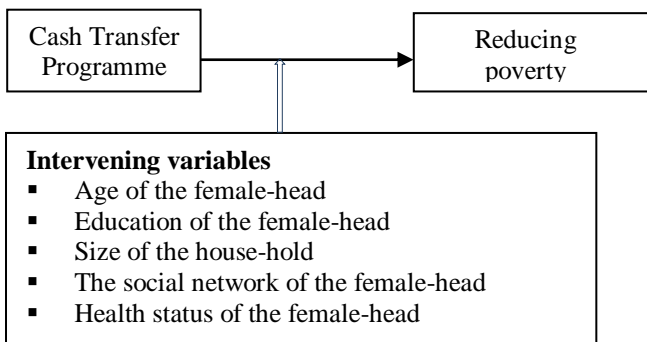 Cash Transfer
Programme
Reducing
poverty
Intervening variables
▪ Age of the female-head
▪ Education of the female-head
▪ Size of the house-hold
▪ The social network of the female-head
▪ Health status of the female-head